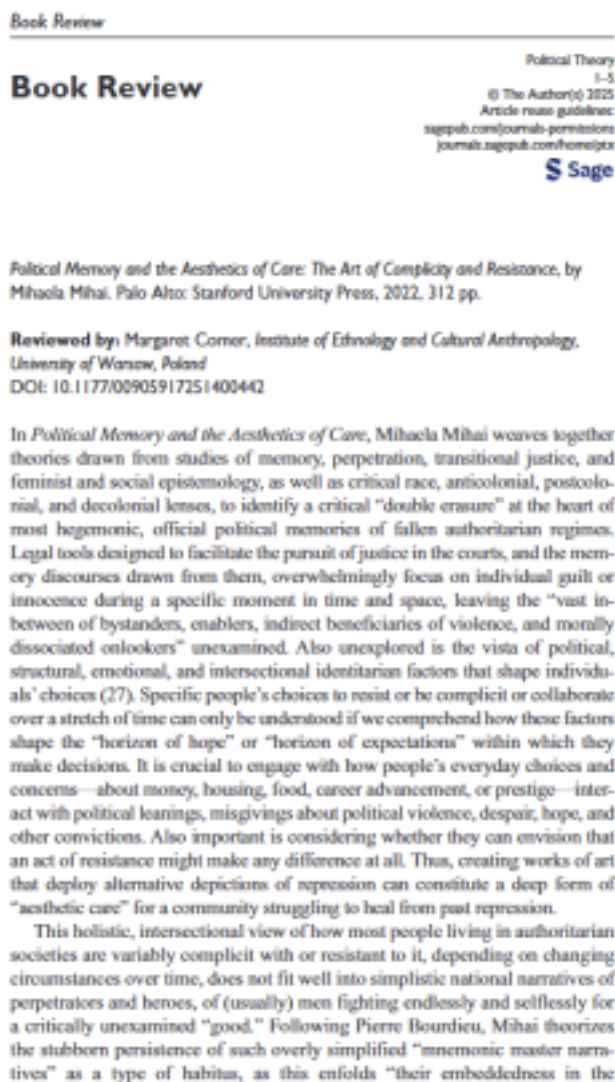 Book Review
Book Review
Political Theory
1–5
© The Author(s) 2025
Article reuse guidelines:
sagepub.com/journals-permissions
journals.sagepub.com/home/ptx
S Sage
Political Memory and the Aesthetics of Care: The Art of Complicity and Resistance, by
Mihaela Mihai. Palo Alto: Stanford University Press, 2022, 312 pp.
Reviewed by: Margaret Comer, Institute of Ethnology and Cultural Anthropology,
University of Warsaw, Poland
DOI: 10.1177/00905917251400442
In Political Memory and the Aesthetics of Care, Mihaela Mihai weaves together
theories drawn from studies of memory, perpetration, transitional justice, and
feminist and social epistemology, as well as critical race, anticolonial, postcolo-
nial, and decolonial lenses, to identify a critical “double erasure” at the heart of
most hegemonic, official political memories of fallen authoritarian regimes.
Legal tools designed to facilitate the pursuit of justice in the courts, and the mem-
ory discourses drawn from them, overwhelmingly focus on individual guilt or
innocence during a specific moment in time and space, leaving the “vast in-
between of bystanders, enablers, indirect beneficiaries of violence, and morally
dissociated onlookers” unexamined. Also unexplored is the vista of political,
structural, emotional, and intersectional identitarian factors that shape individu-
als’ choices (27). Specific people’s choices to resist or be complicit or collaborate
over a stretch of time can only be understood if we comprehend how these factors
shape the “horizon of hope” or “horizon of expectations” within which they
make decisions. It is crucial to engage with how people’s everyday choices and
concerns—about money, housing, food, career advancement, or prestige—inter-
act with political leanings, misgivings about political violence, despair, hope, and
other convictions. Also important is considering whether they can envision that
an act of resistance might make any difference at all. Thus, creating works of art
that deploy alternative depictions of repression can constitute a deep form of
“aesthetic care” for a community struggling to heal from past repression.
This holistic, intersectional view of how most people living in authoritarian
societies are variably complicit with or resistant to it, depending on changing
circumstances over time, does not fit well into simplistic national narratives of
perpetrators and heroes, of (usually) men fighting endlessly and selflessly for
a critically unexamined “good.” Following Pierre Bourdieu, Mihai theorizes
the stubborn persistence of such overly simplified “mnemonic master narra-
tives” as a type of habitus, as this enfolds “their embeddedness in the